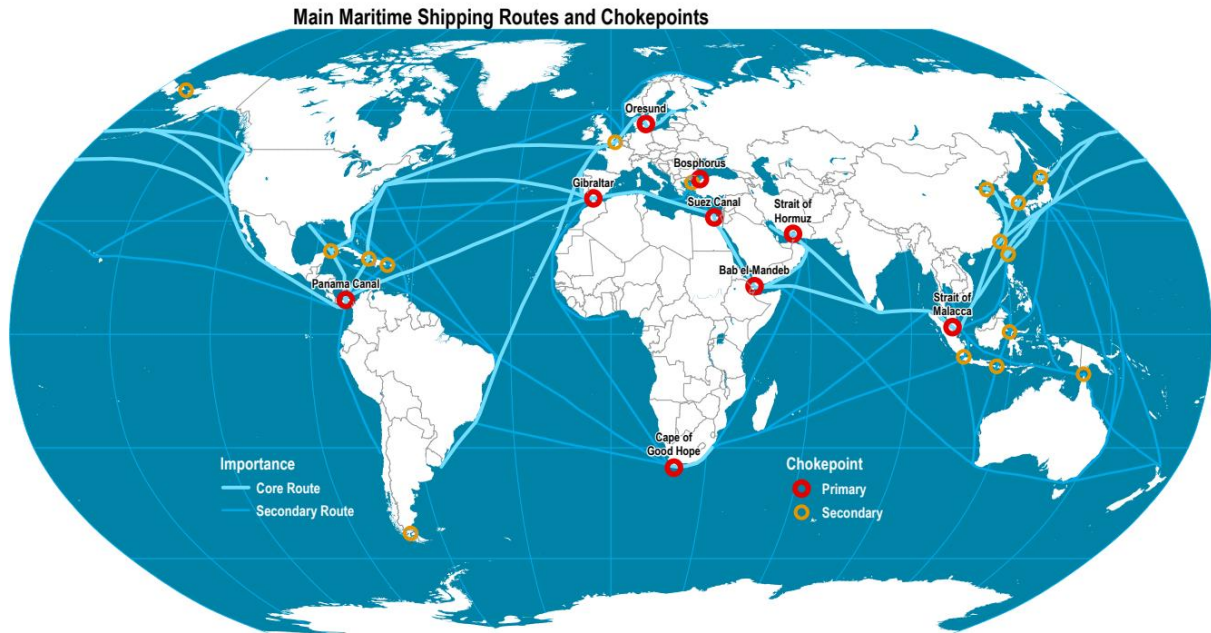 Main Maritime Shipping Routes and Chokepoints
Oresund
Bosphorus
Gibraltar
Suez Canal
Strait of
Hormuz
Bab el-Mandeb
Panama Canal
Strait of
Malacca
Cape of
Good Hope
Importance
Core Route
Secondary Route
Chokepoint
Primary
Secondary